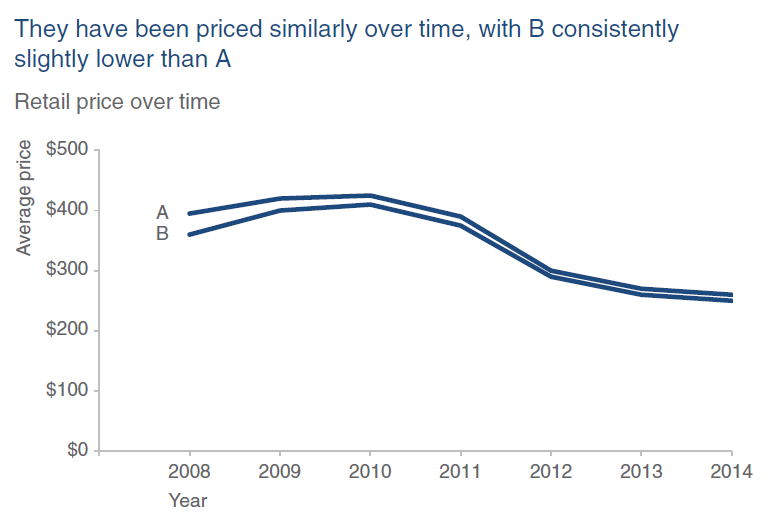 They have been priced similarly over time, with B consistently
slightly lower than A
Retail price over time
Average price
$500
$400
$300
$200
$100
$0
A
B
2008 2009 2010 2011 2012 2013 2014
Year